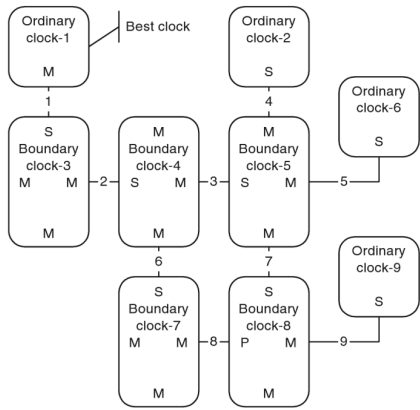 Ordinary
clock-1
M
Best clock
Ordinary
clock-2
S
1
4
Ordinary
clock-6
S
S
Boundary
clock-3
M M
M
2
M
Boundary
clock-4
S M
M
3
M
Boundary
clock-5
S M
M
5
6
7
Ordinary
clock-9
S
S
Boundary
clock-7
M M
M
8
S
Boundary
clock-8
P M
M
9